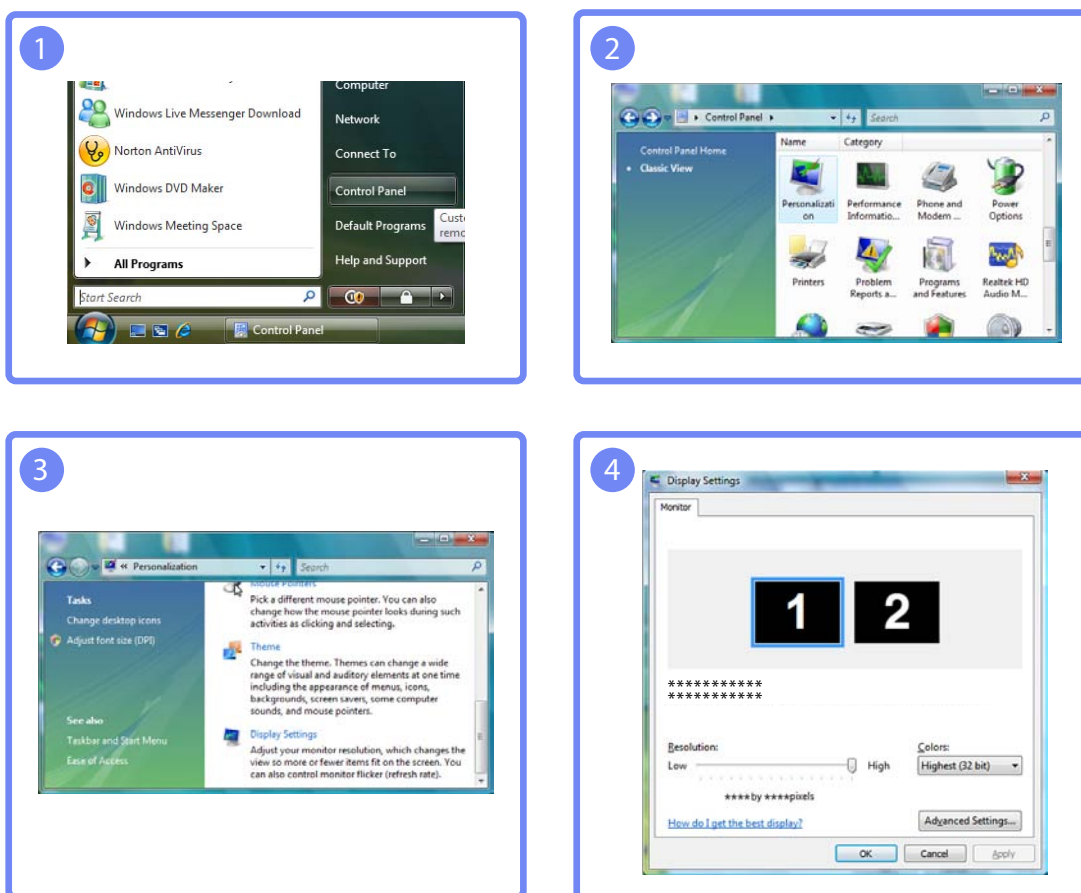 1
Computer
Windows Live Messenger Download
Network
Norton AntiVirus
Connect To
Windows DVD Maker
Control Panel
Windows Meeting Space
Default Programs
All Programs
Help and Support
Start Search
Control Panel
2
Control Panel
Search
Control Panel Home
Classic View
Name
Category
Personalizati
on
Performance
Informatio...
Phone and
Modem ...
Power
Options
Printers
Problem
Reports a...
Programs
and Features
Realtek HD
Audio M...
3
Personalization
Search
Tasks
Change desktop icons
Adjust font size (DPI)
See also
Taskbar and Start Menu
Ease of Access
Mouse Pointers
Pick a different mouse pointer. You can also
change how the mouse pointer looks during such
activities as clicking and selecting.
Theme
Change the theme. Themes can change a wide
range of visual and auditory elements at one time
including the appearance of menus, icons,
backgrounds, screen savers, some computer
sounds, and mouse pointers.
Display Settings
Adjust your monitor resolution, which changes the
view so more or fewer items fit on the screen. You
can also control monitor flicker (refresh rate).
4
Display Settings
Monitor
1 2
***********
***********
Resolution:
Low High
****by ****pixels
Colors:
Highest (32 bit)
How do I get the best display?
Advanced Settings...
OK Cancel Apply